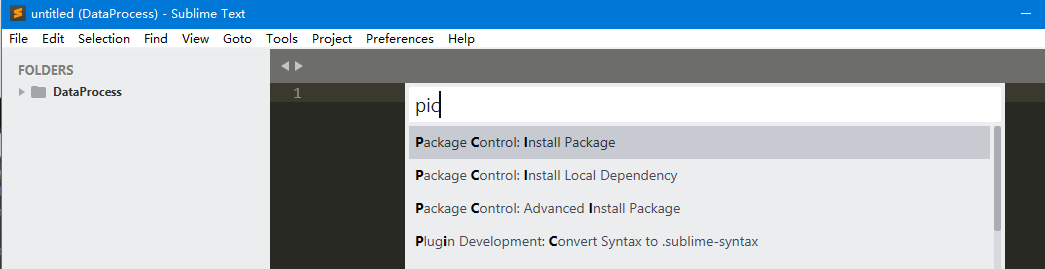 untitled (DataProcess) - Sublime Text
File Edit Selection Find View Goto Tools Project Preferences Help
FOLDERS
DataProcess
1
pic
Package Control: Install Package
Package Control: Install Local Dependency
Package Control: Advanced Install Package
Plugin Development: Convert Syntax to .sublime-syntax